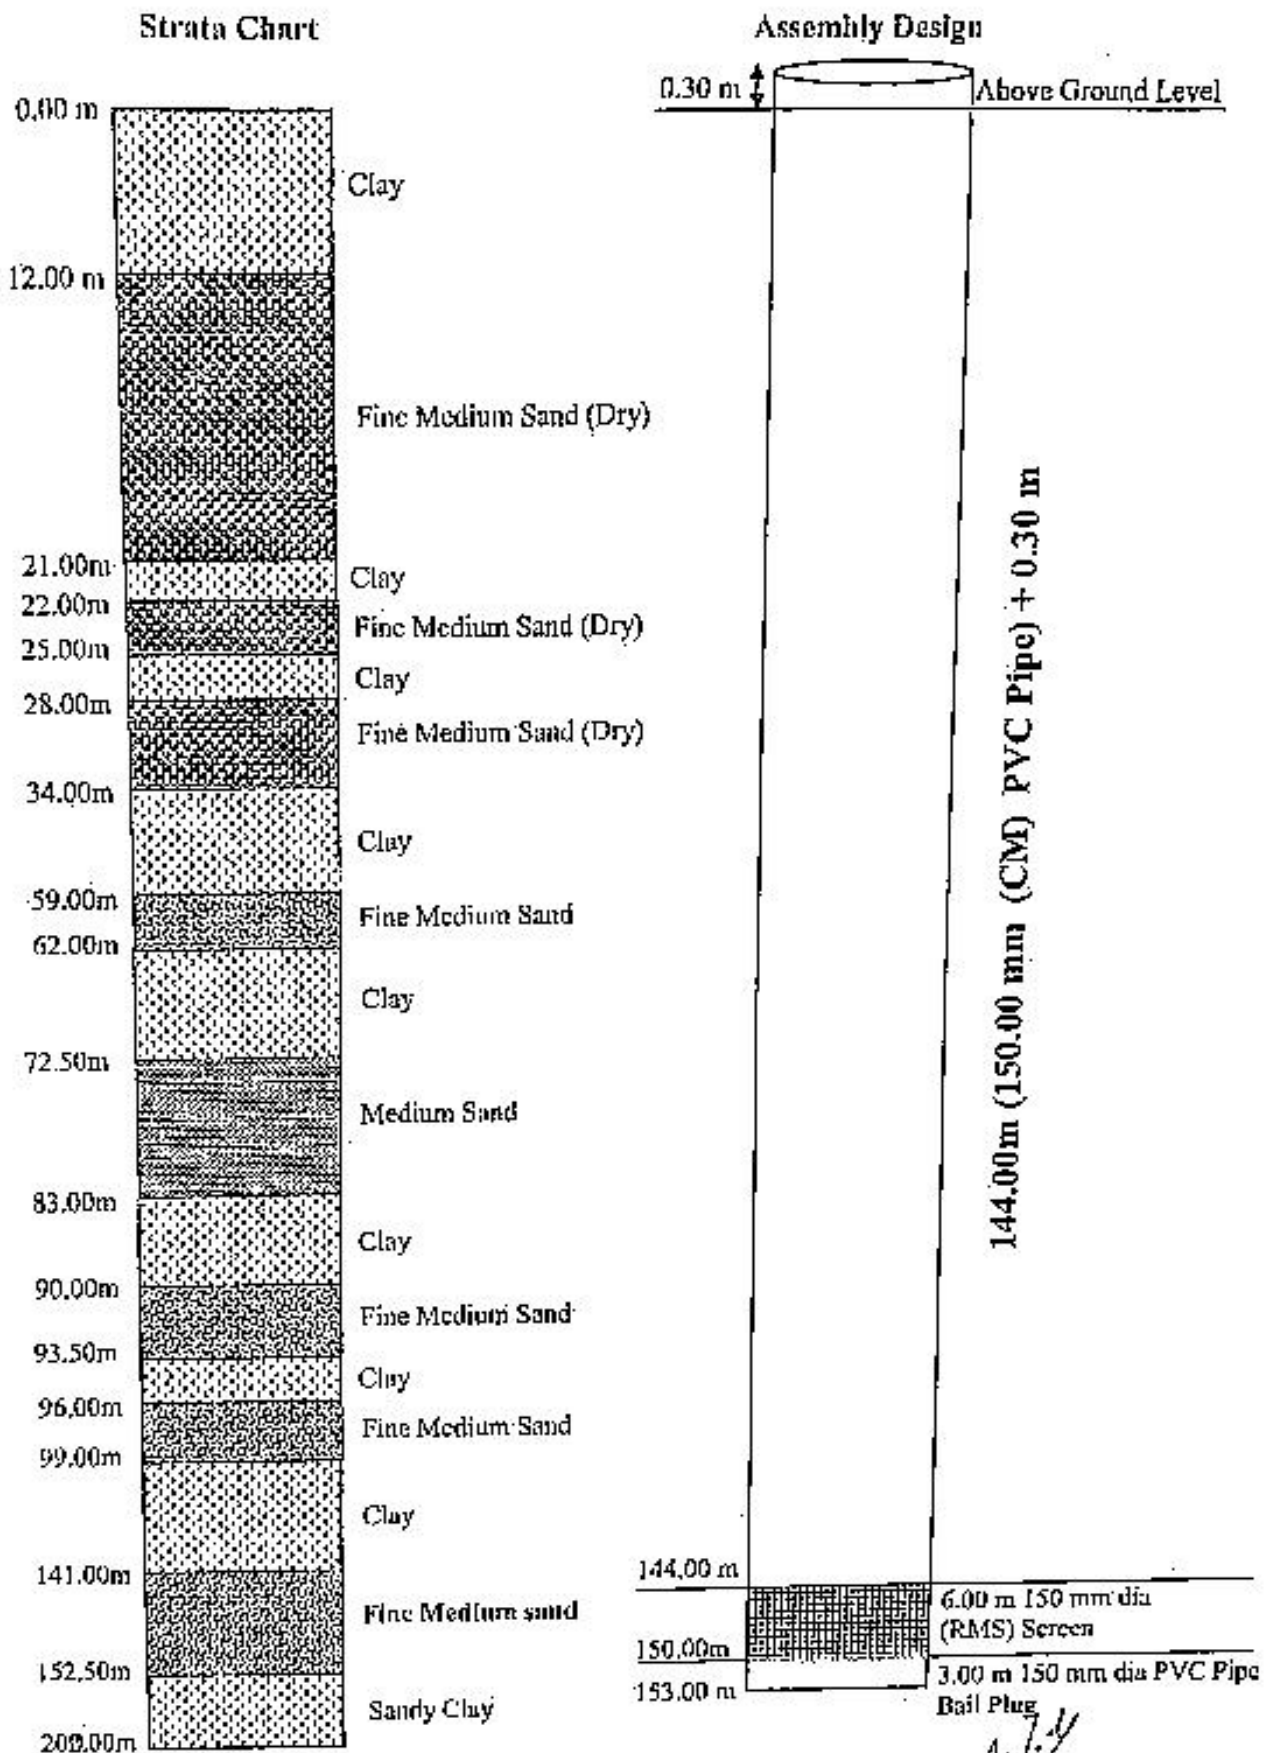 Strata Chart
0.00 m
Clay
12.00 m
Fine Medium Sand (Dry)
21.00m
Clay
22.00m
Fine Medium Sand (Dry)
25.00m
Clay
28.00m
Fine Medium Sand (Dry)
34.00m
Clay
59.00m
Fine Medium Sand
62.00m
Clay
72.50m
Medium Sand
83.00m
Clay
90.00m
Fine Medium Sand
93.50m
Clay
96.00m
Fine Medium Sand
99.00m
Clay
141.00m
Fine Medium sand
152.50m
Sandy Clay
Assembly Design
0.30 m
Above Ground Level
144.00m (150.00 mm (CM) PVC Pipe) + 0.30 m
144.00 m
6.00 m 150 mm dia
(RMS) Screen
150.00m
3.00 m 150 mm dia PVC Pipe
153.00 m
Bail Plug